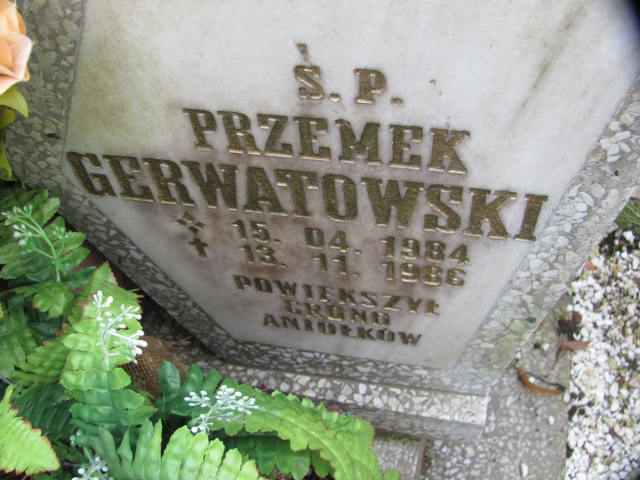 Ś. P.
PRZEMEK
GERWATOWSKI
15. 04. 1984
13. 11. 1986
POWIĘKSZYŁ
GRONO
ANIOŁKÓW